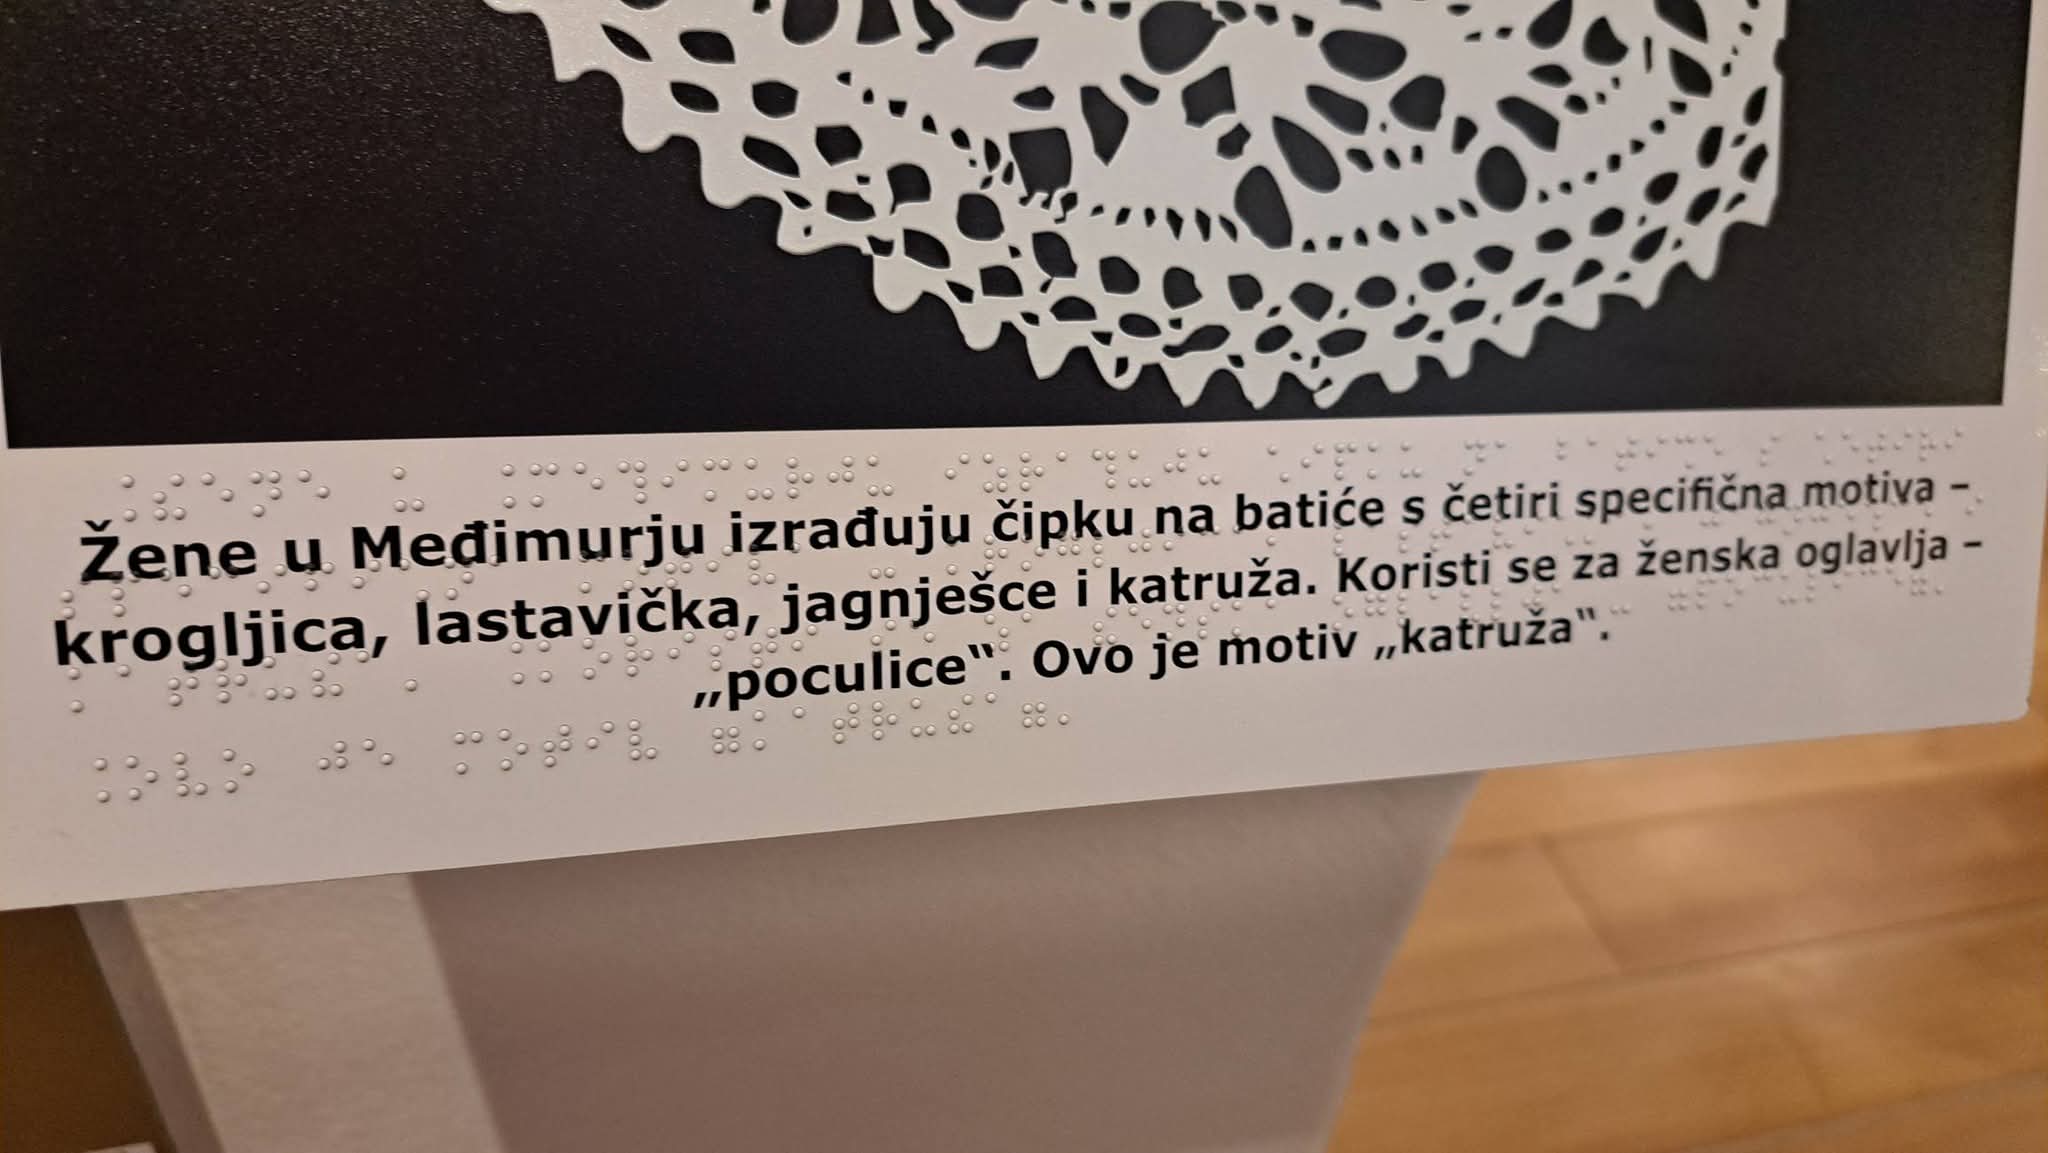 Žene u Međimurju izrađuju čipku na batiće s četiri specifična motiva –
krogljica, lastavička, jagnješce i katruža. Koristi se za ženska oglavlja –
„poculice“. Ovo je motiv „katruža“.